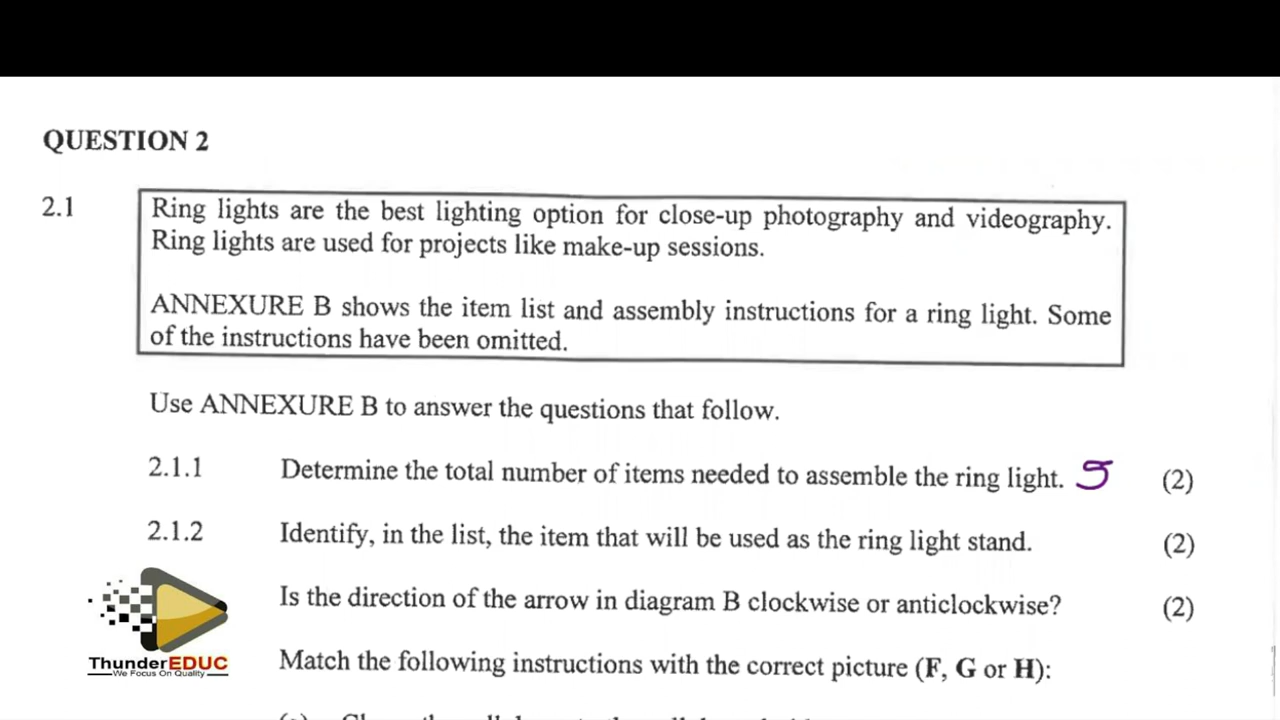 QUESTION 2
2.1
Ring lights are the best lighting option for close-up photography and videography.
Ring lights are used for projects like make-up sessions.
ANNEXURE B shows the item list and assembly instructions for a ring light. Some
of the instructions have been omitted.
Use ANNEXURE B to answer the questions that follow.
2.1.1 Determine the total number of items needed to assemble the ring light. 5 (2)
2.1.2 Identify, in the list, the item that will be used as the ring light stand. (2)
Is the direction of the arrow in diagram B clockwise or anticlockwise? (2)
Match the following instructions with the correct picture (F, G or H):
ThunderEDUC
We Focus On Quality